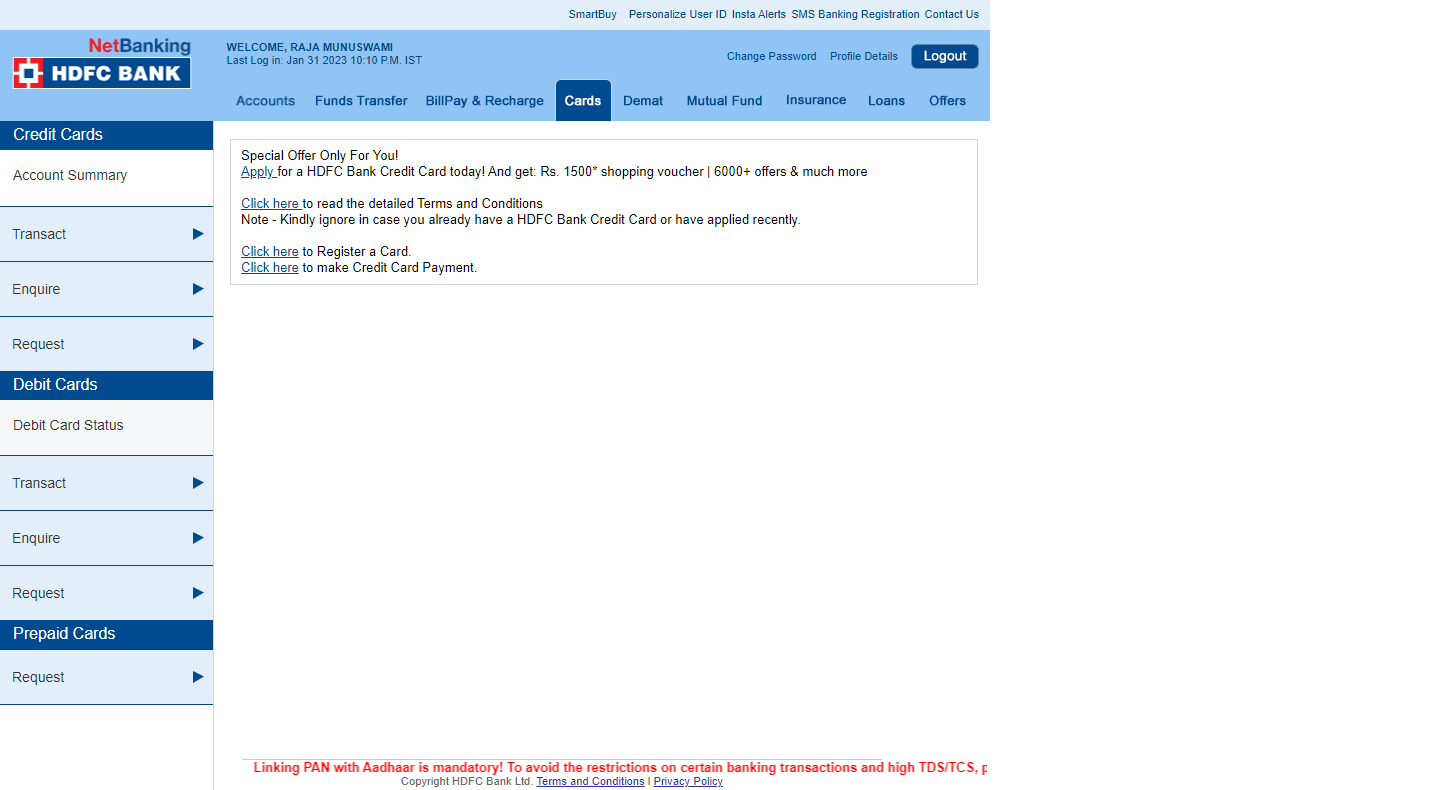 SmartBuy Personalize User ID Insta Alerts SMS Banking Registration Contact Us
NetBanking
HDFC BANK
WELCOME, RAJA MUNUSWAMI
Last Log in: Jan 31 2023 10:10 P.M. IST
Change Password Profile Details Logout
Accounts Funds Transfer BillPay & Recharge Cards Demat Mutual Fund Insurance Loans Offers
Credit Cards
Account Summary
Transact
Enquire
Request
Debit Cards
Debit Card Status
Transact
Enquire
Request
Prepaid Cards
Request
Special Offer Only For You!
Apply for a HDFC Bank Credit Card today! And get: Rs. 1500* shopping voucher | 6000+ offers & much more
Click here to read the detailed Terms and Conditions
Note - Kindly ignore in case you already have a HDFC Bank Credit Card or have applied recently.
Click here to Register a Card.
Click here to make Credit Card Payment.
Linking PAN with Aadhaar is mandatory! To avoid the restrictions on certain banking transactions and high TDS/TCS, p
Copyright HDFC Bank Ltd. Terms and Conditions I Privacy Policy